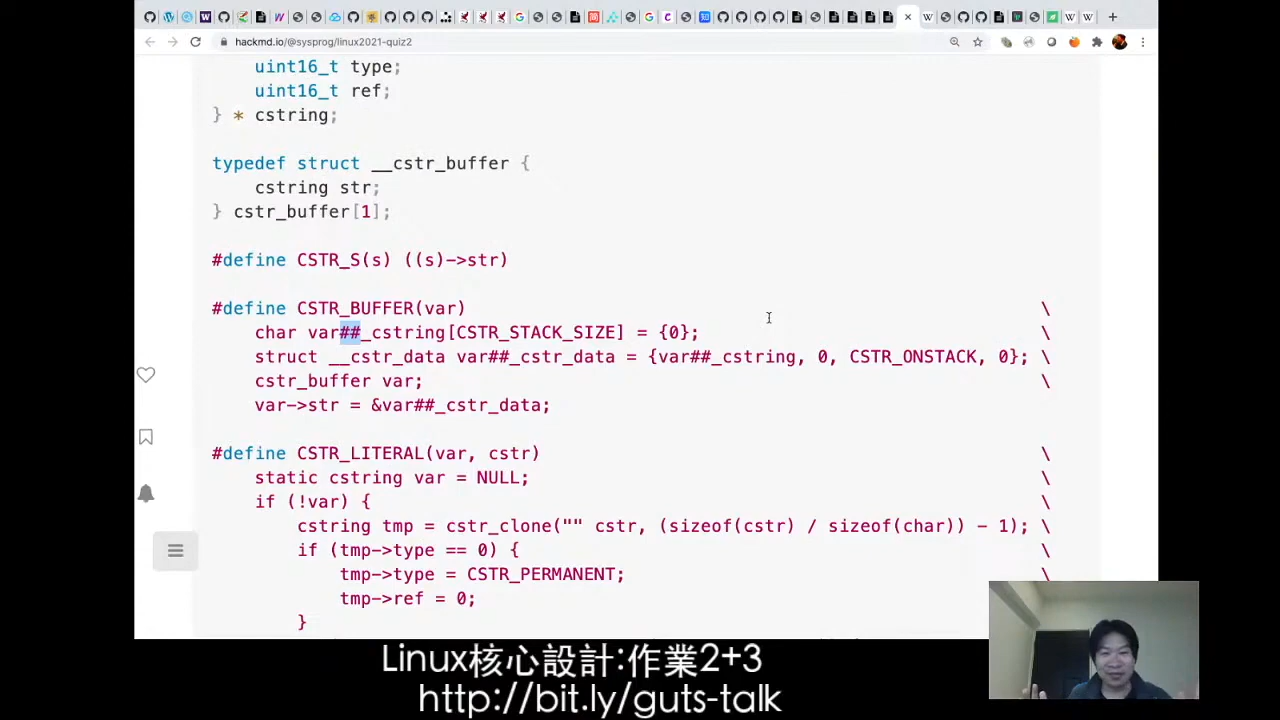 hackmd.io/@sysprog/linux2021-quiz2
uint16_t type;
uint16_t ref;
} * cstring;
typedef struct __cstr_buffer {
cstring str;
} cstr_buffer[1];
#define CSTR_S(s) ((s)->str)
#define CSTR_BUFFER(var) \
char var##_cstring[CSTR_STACK_SIZE] = {0}; \
struct __cstr_data var##_cstr_data = {var##_cstring, 0, CSTR_ONSTACK, 0}; \
cstr_buffer var; \
var->str = &var##_cstr_data;
#define CSTR_LITERAL(var, cstr) \
static cstring var = NULL; \
if (!var) { \
cstring tmp = cstr_clone("" cstr, (sizeof(cstr) / sizeof(char)) - 1); \
if (tmp->type == 0) { \
tmp->type = CSTR_PERMANENT; \
tmp->ref = 0;
}
Linux核心設計:作業2+3
http://bit.ly/guts-talk